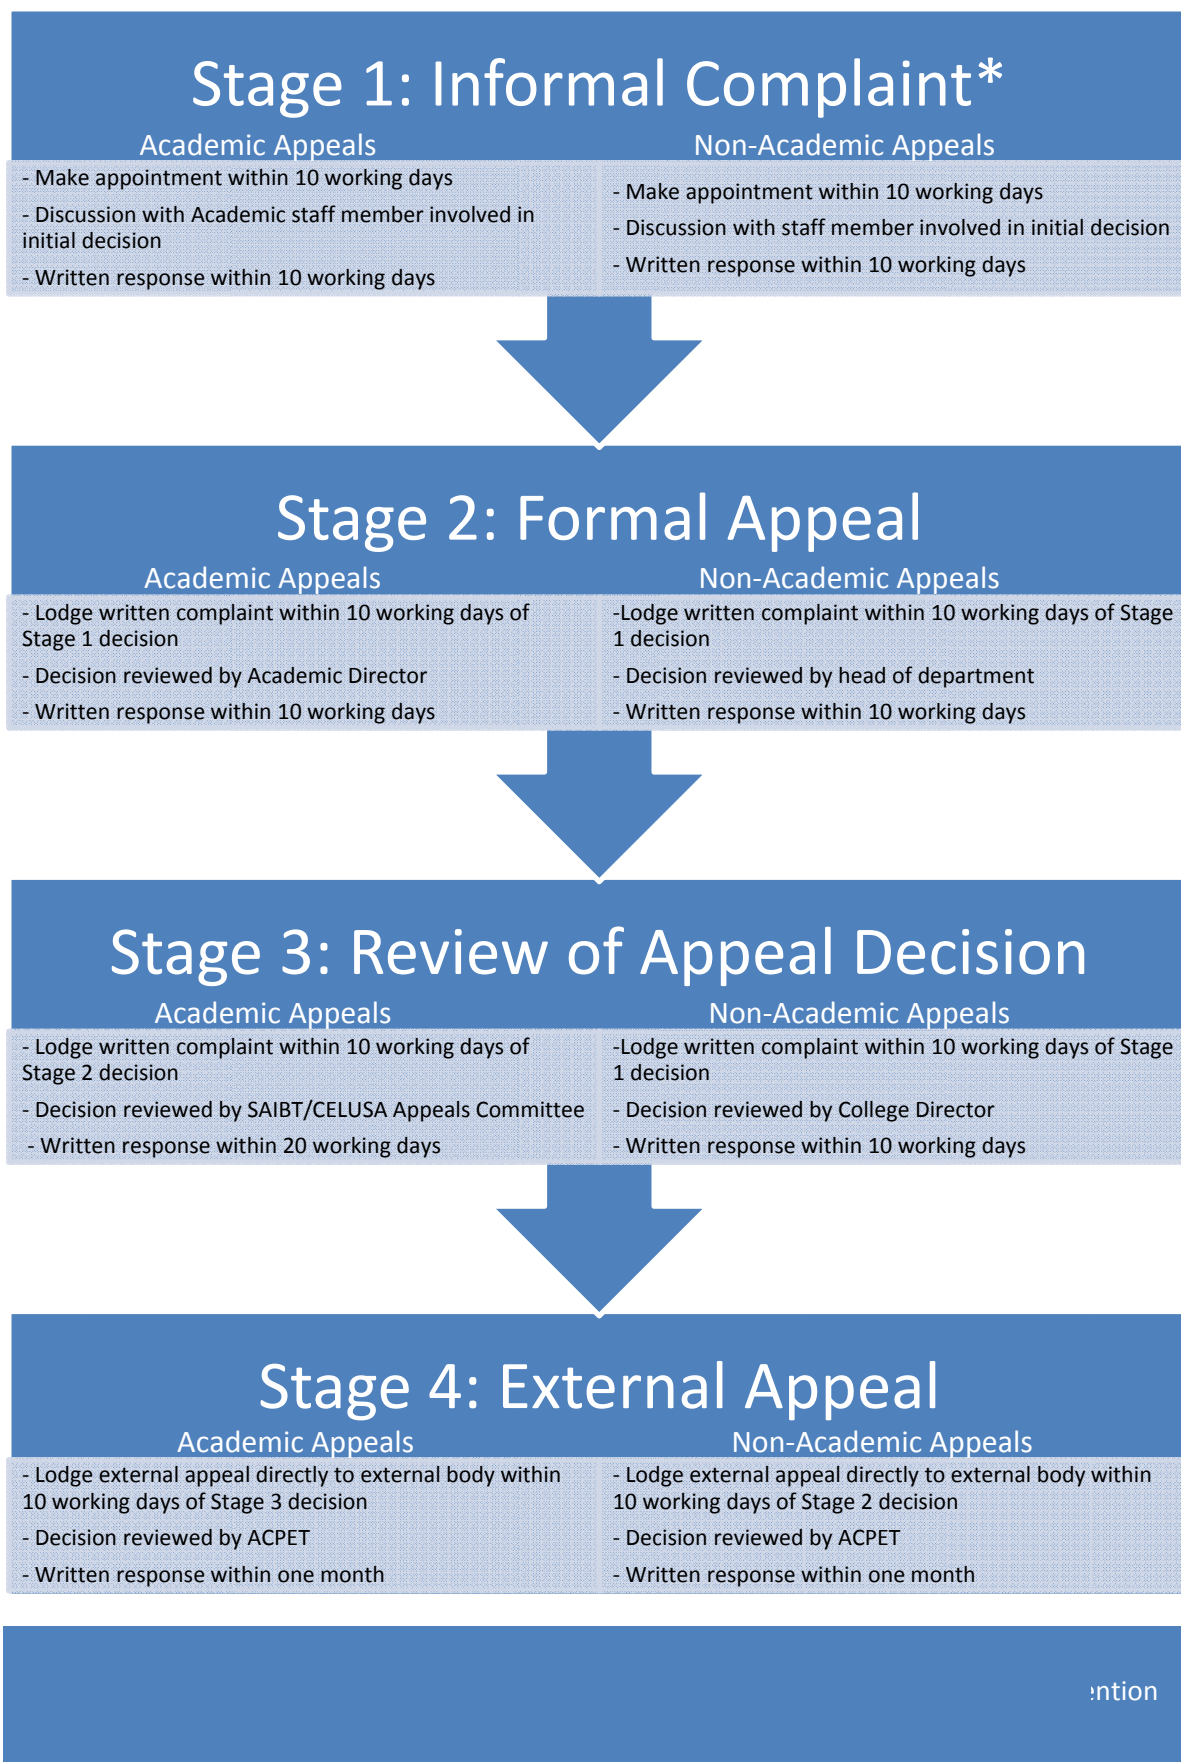 Stage 1: Informal Complaint*
Academic Appeals
- Make appointment within 10 working days
- Discussion with Academic staff member involved in
initial decision
- Written response within 10 working days
Non-Academic Appeals
- Make appointment within 10 working days
- Discussion with staff member involved in initial decision
- Written response within 10 working days
Stage 2: Formal Appeal
Academic Appeals
- Lodge written complaint within 10 working days of
Stage 1 decision
- Decision reviewed by Academic Director
- Written response within 10 working days
Non-Academic Appeals
-Lodge written complaint within 10 working days of Stage
1 decision
- Decision reviewed by head of department
- Written response within 10 working days
Stage 3: Review of Appeal Decision
Academic Appeals
- Lodge written complaint within 10 working days of
Stage 2 decision
- Decision reviewed by SAIBT/CELUSA Appeals Committee
- Written response within 20 working days
Non-Academic Appeals
-Lodge written complaint within 10 working days of Stage
1 decision
- Decision reviewed by College Director
- Written response within 10 working days
Stage 4: External Appeal
Academic Appeals
- Lodge external appeal directly to external body within
10 working days of Stage 3 decision
- Decision reviewed by ACPET
- Written response within one month
Non-Academic Appeals
- Lodge external appeal directly to external body within
10 working days of Stage 2 decision
- Decision reviewed by ACPET
- Written response within one month